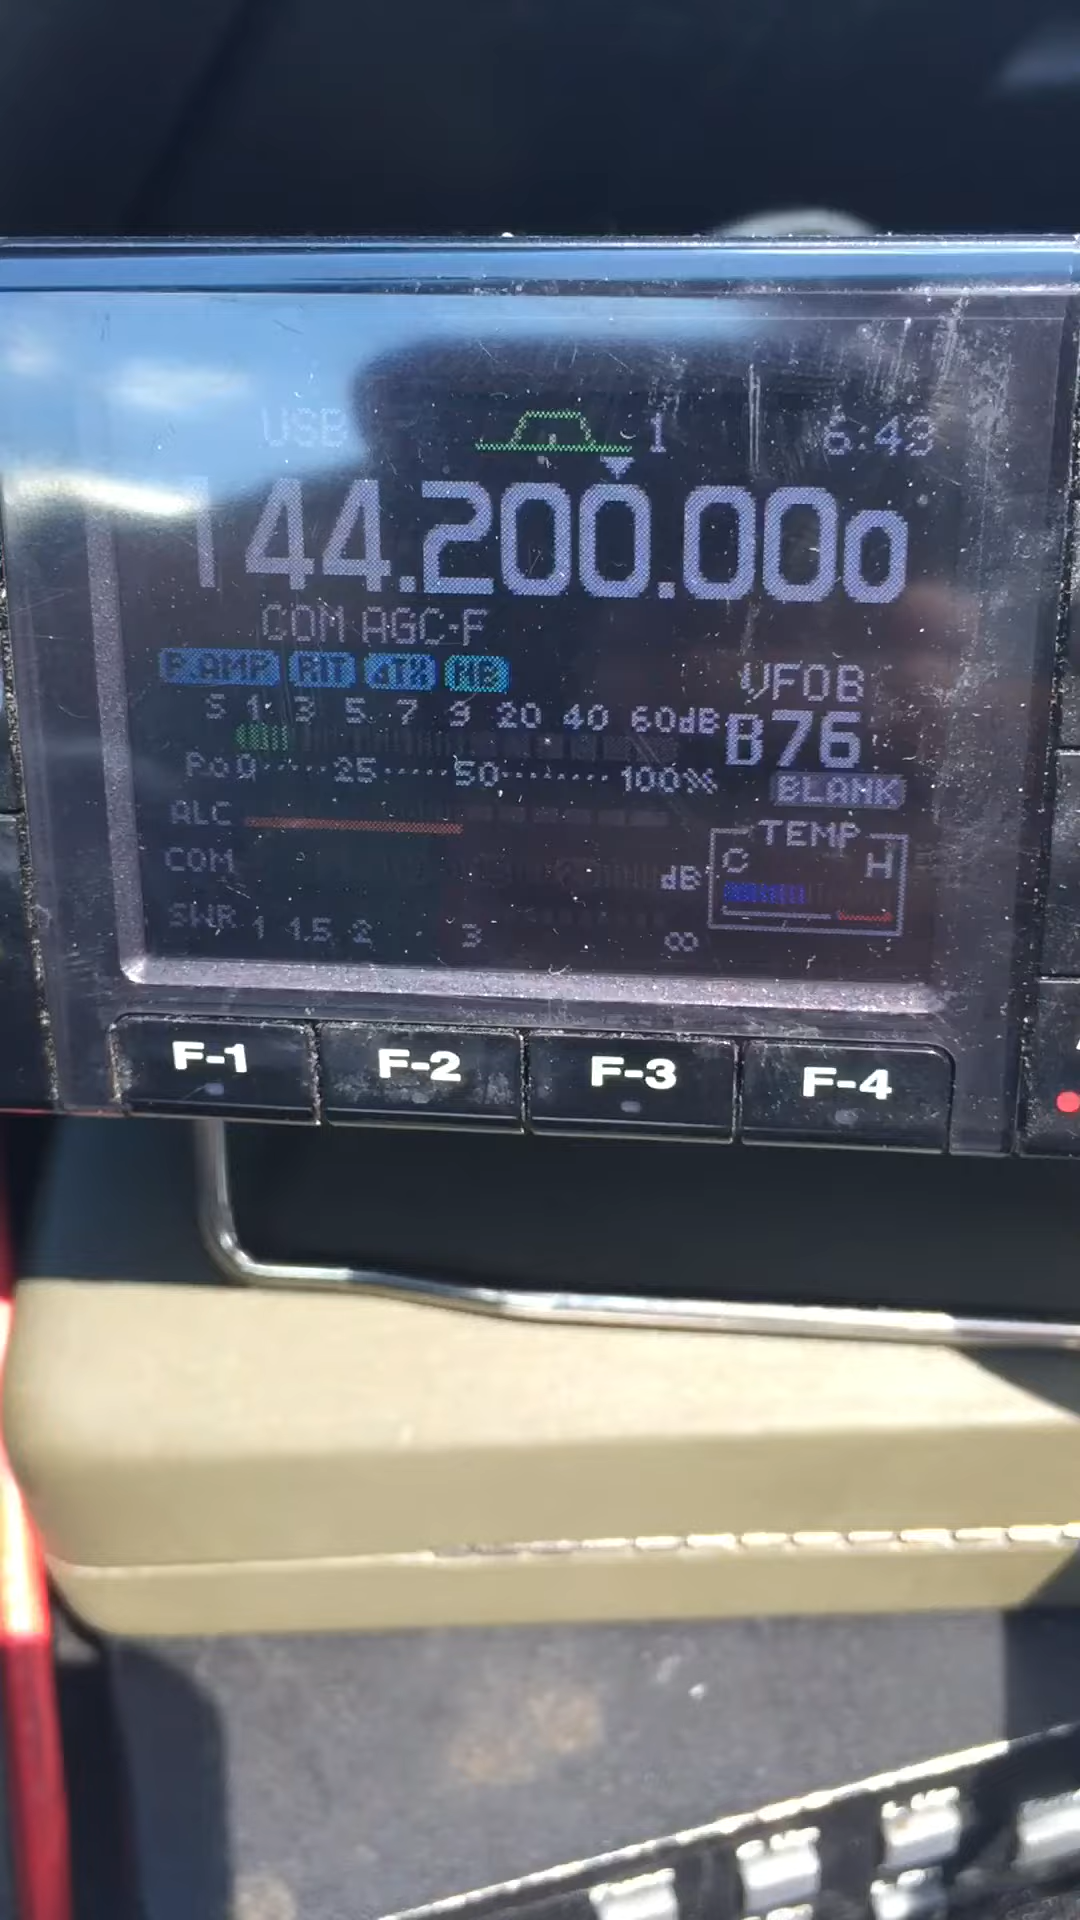 USB 1 6:43
144.200.000
COM AGC-F
P.AMP RIT ⊿TX NB VFOB
S 1 3 5 7 9 20 40 60dB B76
Po 0 25 50 100% BLANK
ALC TEMP
COM dB C H
SWR 1 1.5 2 3 ∞
F-1 F-2 F-3 F-4